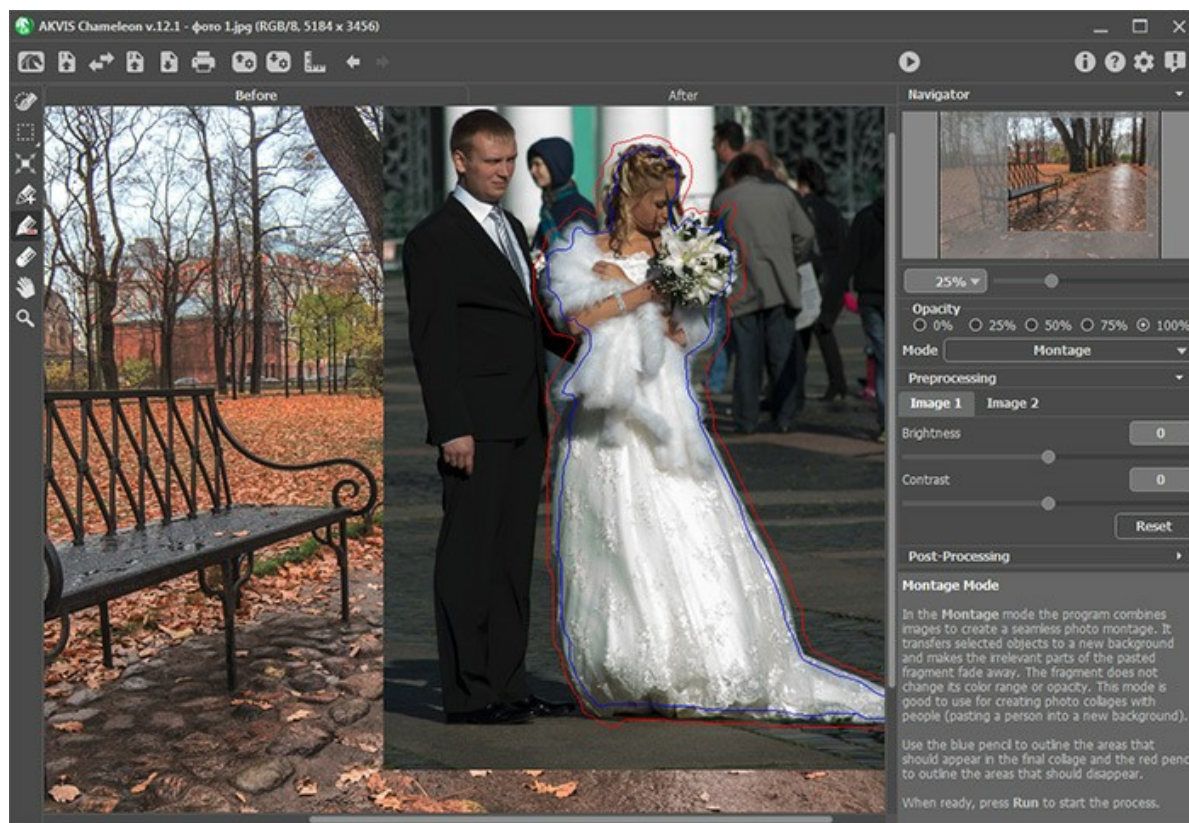 AKVIS Chameleon v.12.1 - фото 1.jpg (RGB/8, 5184 x 3456)
Before
After
Navigator
25%
Opacity
0% 25% 50% 75% 100%
Mode Montage
Preprocessing
Image 1 Image 2
Brightness 0
Contrast 0
Reset
Post-Processing
Montage Mode
In the Montage mode the program combines
images to create a seamless photo montage. It
transfers selected objects to a new background
and makes the irrelevant parts of the pasted
fragment fade away. The fragment does not
change its color range or opacity. This mode is
good to use for creating photo collages with
people (pasting a person into a new background).
Use the blue pencil to outline the areas that
should appear in the final collage and the red penc
to outline the areas that should disappear.
When ready, press Run to start the process.